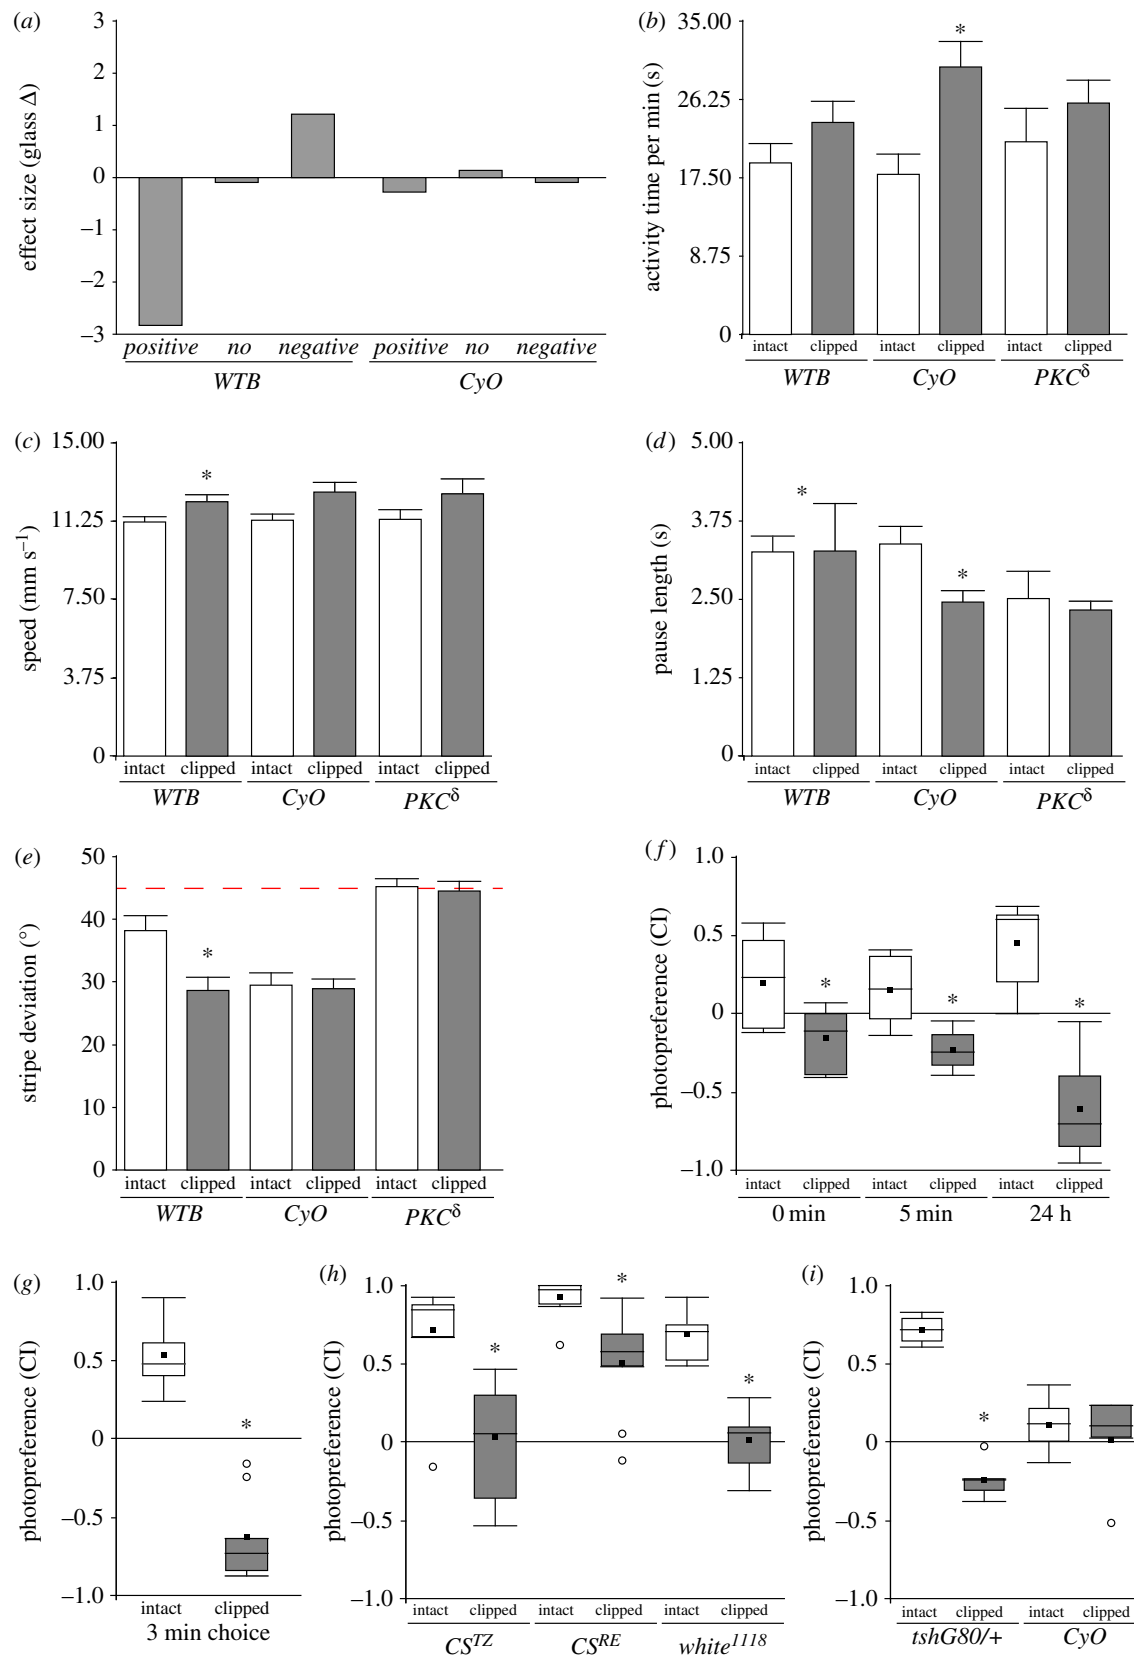 (a)
effect size (glass Δ)
3
2
1
0
–1
–2
–3
positive no negative positive no negative
WTB CyO
(b)
activity time per min (s)
35.00
26.25
17.50
8.75
0
*
intact clipped intact clipped intact clipped
WTB CyO PKCδ
(c)
speed (mm s–1)
15.00
11.25
7.50
3.75
0
*
intact clipped intact clipped intact clipped
WTB CyO PKCδ
(d)
pause length (s)
5.00
3.75
2.50
1.25
0
*
*
intact clipped intact clipped intact clipped
WTB CyO PKCδ
(e)
stripe deviation (°)
50
40
30
20
10
0
*
intact clipped intact clipped intact clipped
WTB CyO PKCδ
(f)
photopreference (CI)
1.0
0.5
0
–0.5
–1.0
* * *
intact clipped intact clipped intact clipped
0 min 5 min 24 h
(g)
photopreference (CI)
1.0
0.5
0
–0.5
–1.0
*
intact clipped
3 min choice
(h)
photopreference (CI)
1.0
0.5
0
–0.5
–1.0
* * *
intact clipped intact clipped intact clipped
CSTZ CSRE white1118
(i)
photopreference (CI)
1.0
0.5
0
–0.5
–1.0
*
intact clipped intact clipped
tshG80/+ CyO